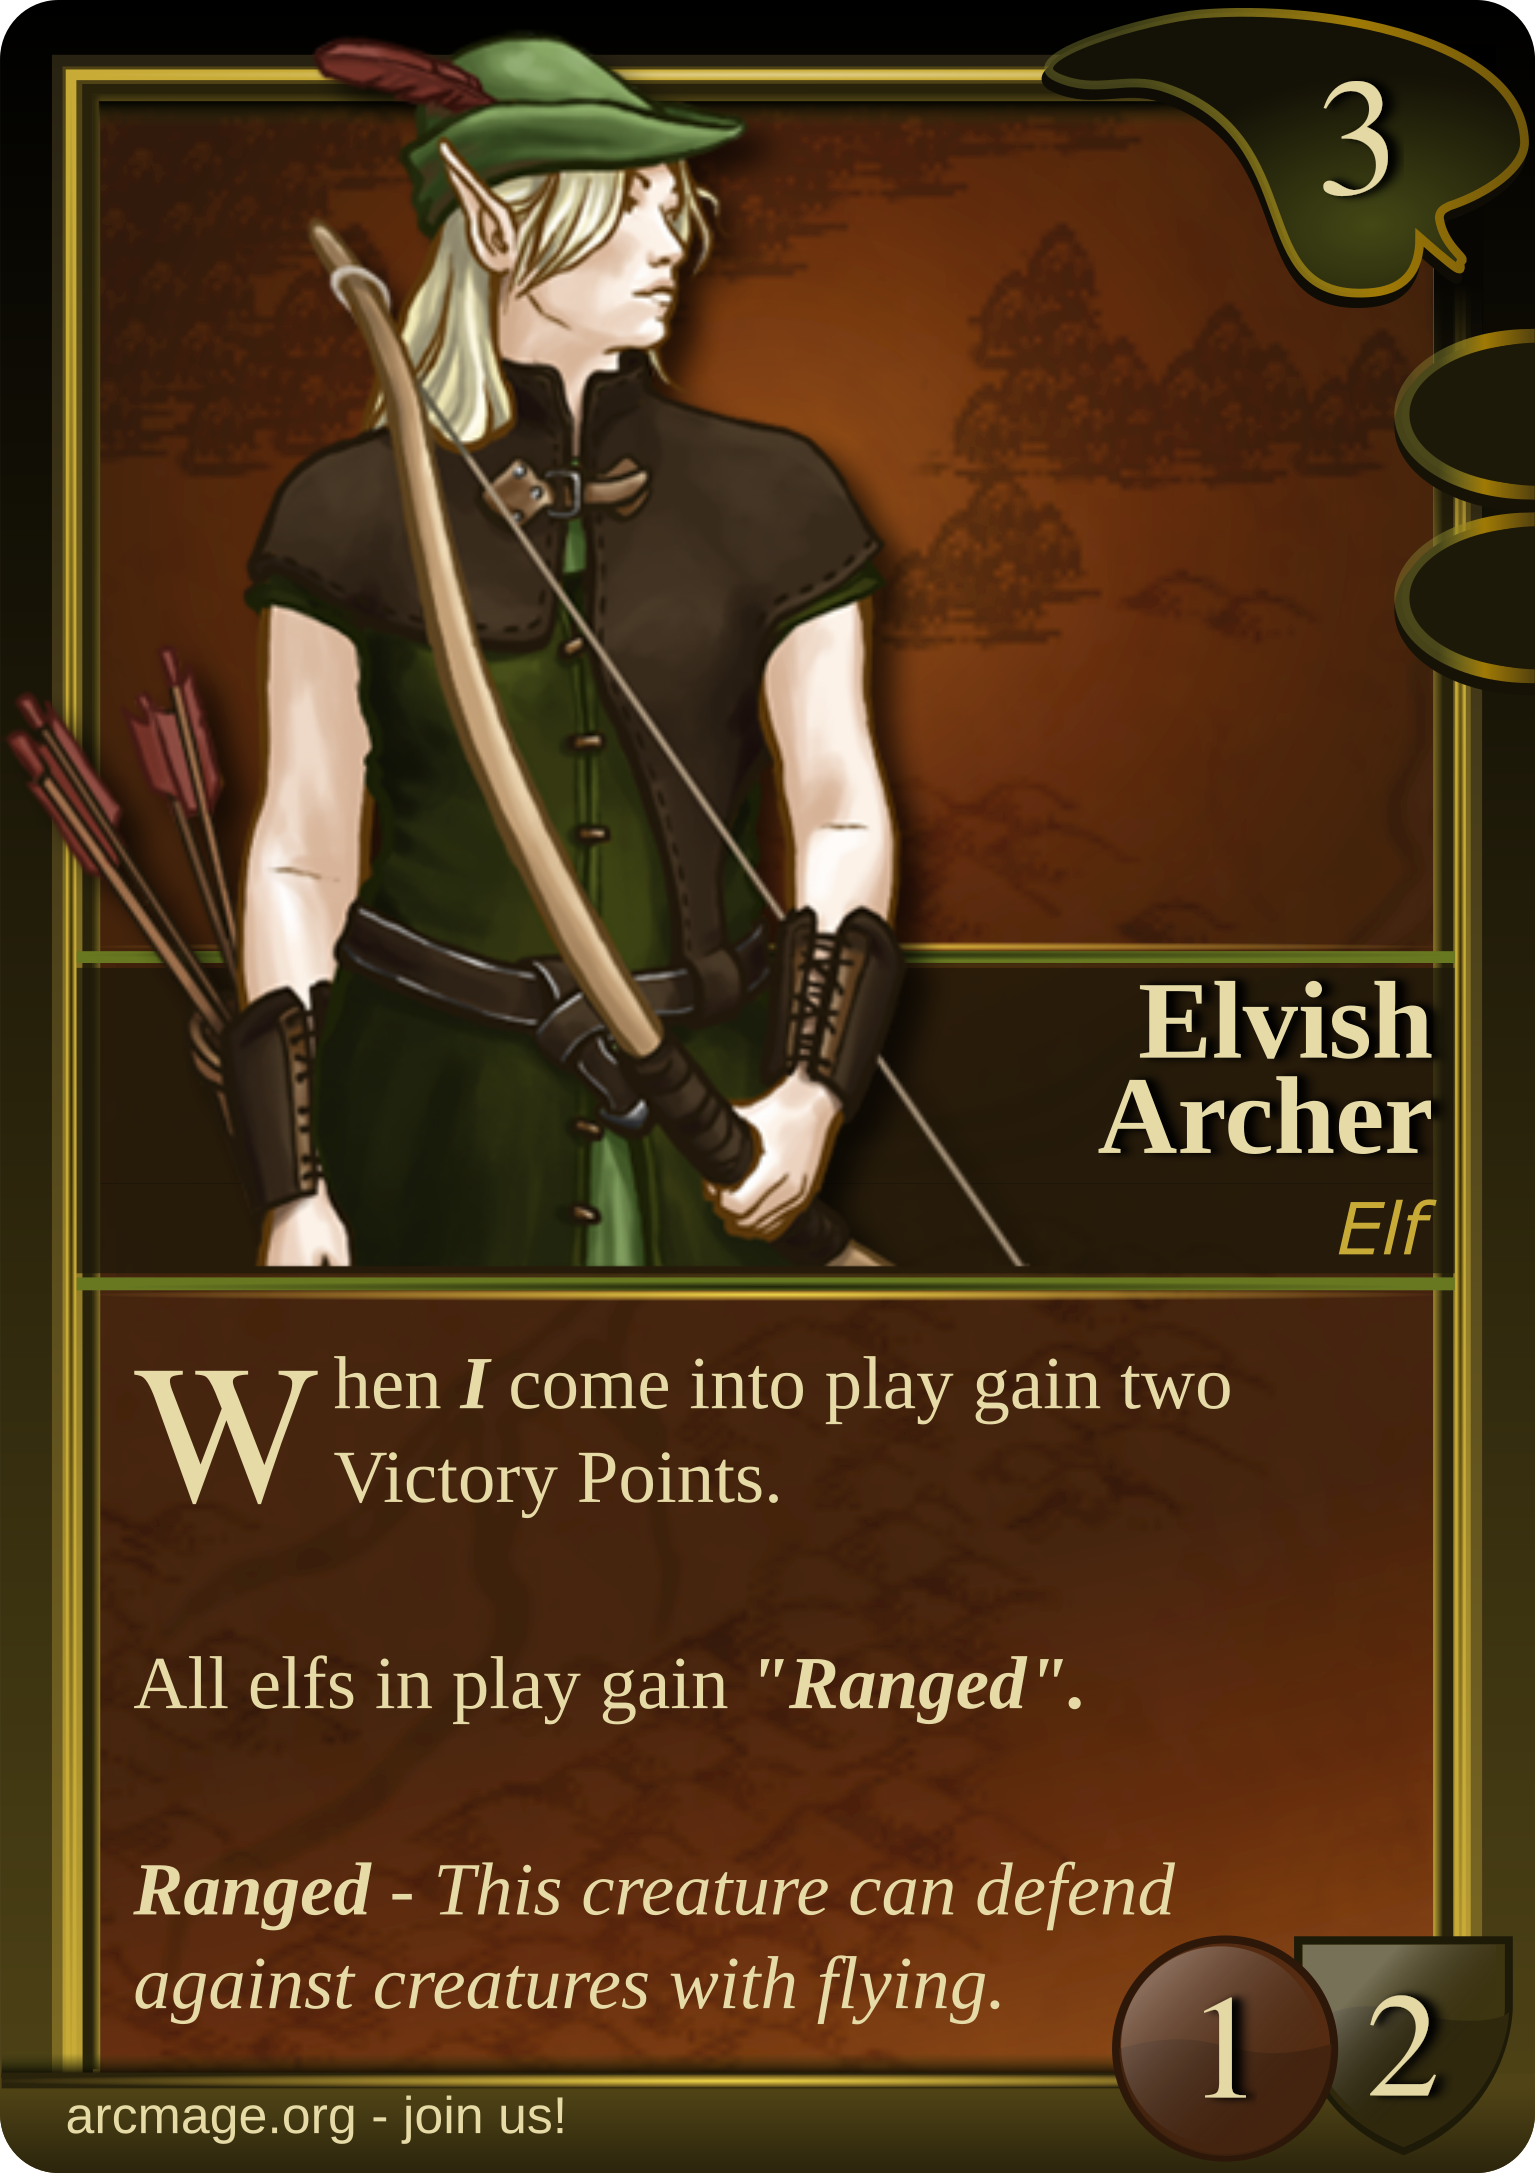 3
Elvish
Archer
Elf
When I come into play gain two
Victory Points.
All elfs in play gain "Ranged".
Ranged - This creature can defend
against creatures with flying.
1 2
arcmage.org - join us!